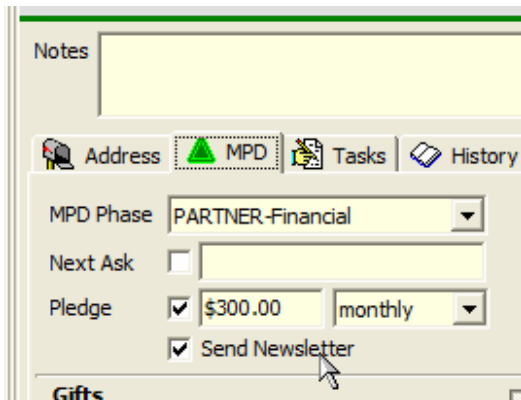 Notes
Address MPD Tasks History
MPD Phase PARTNER-Financial
Next Ask
Pledge $300.00 monthly
Send Newsletter
Gifts